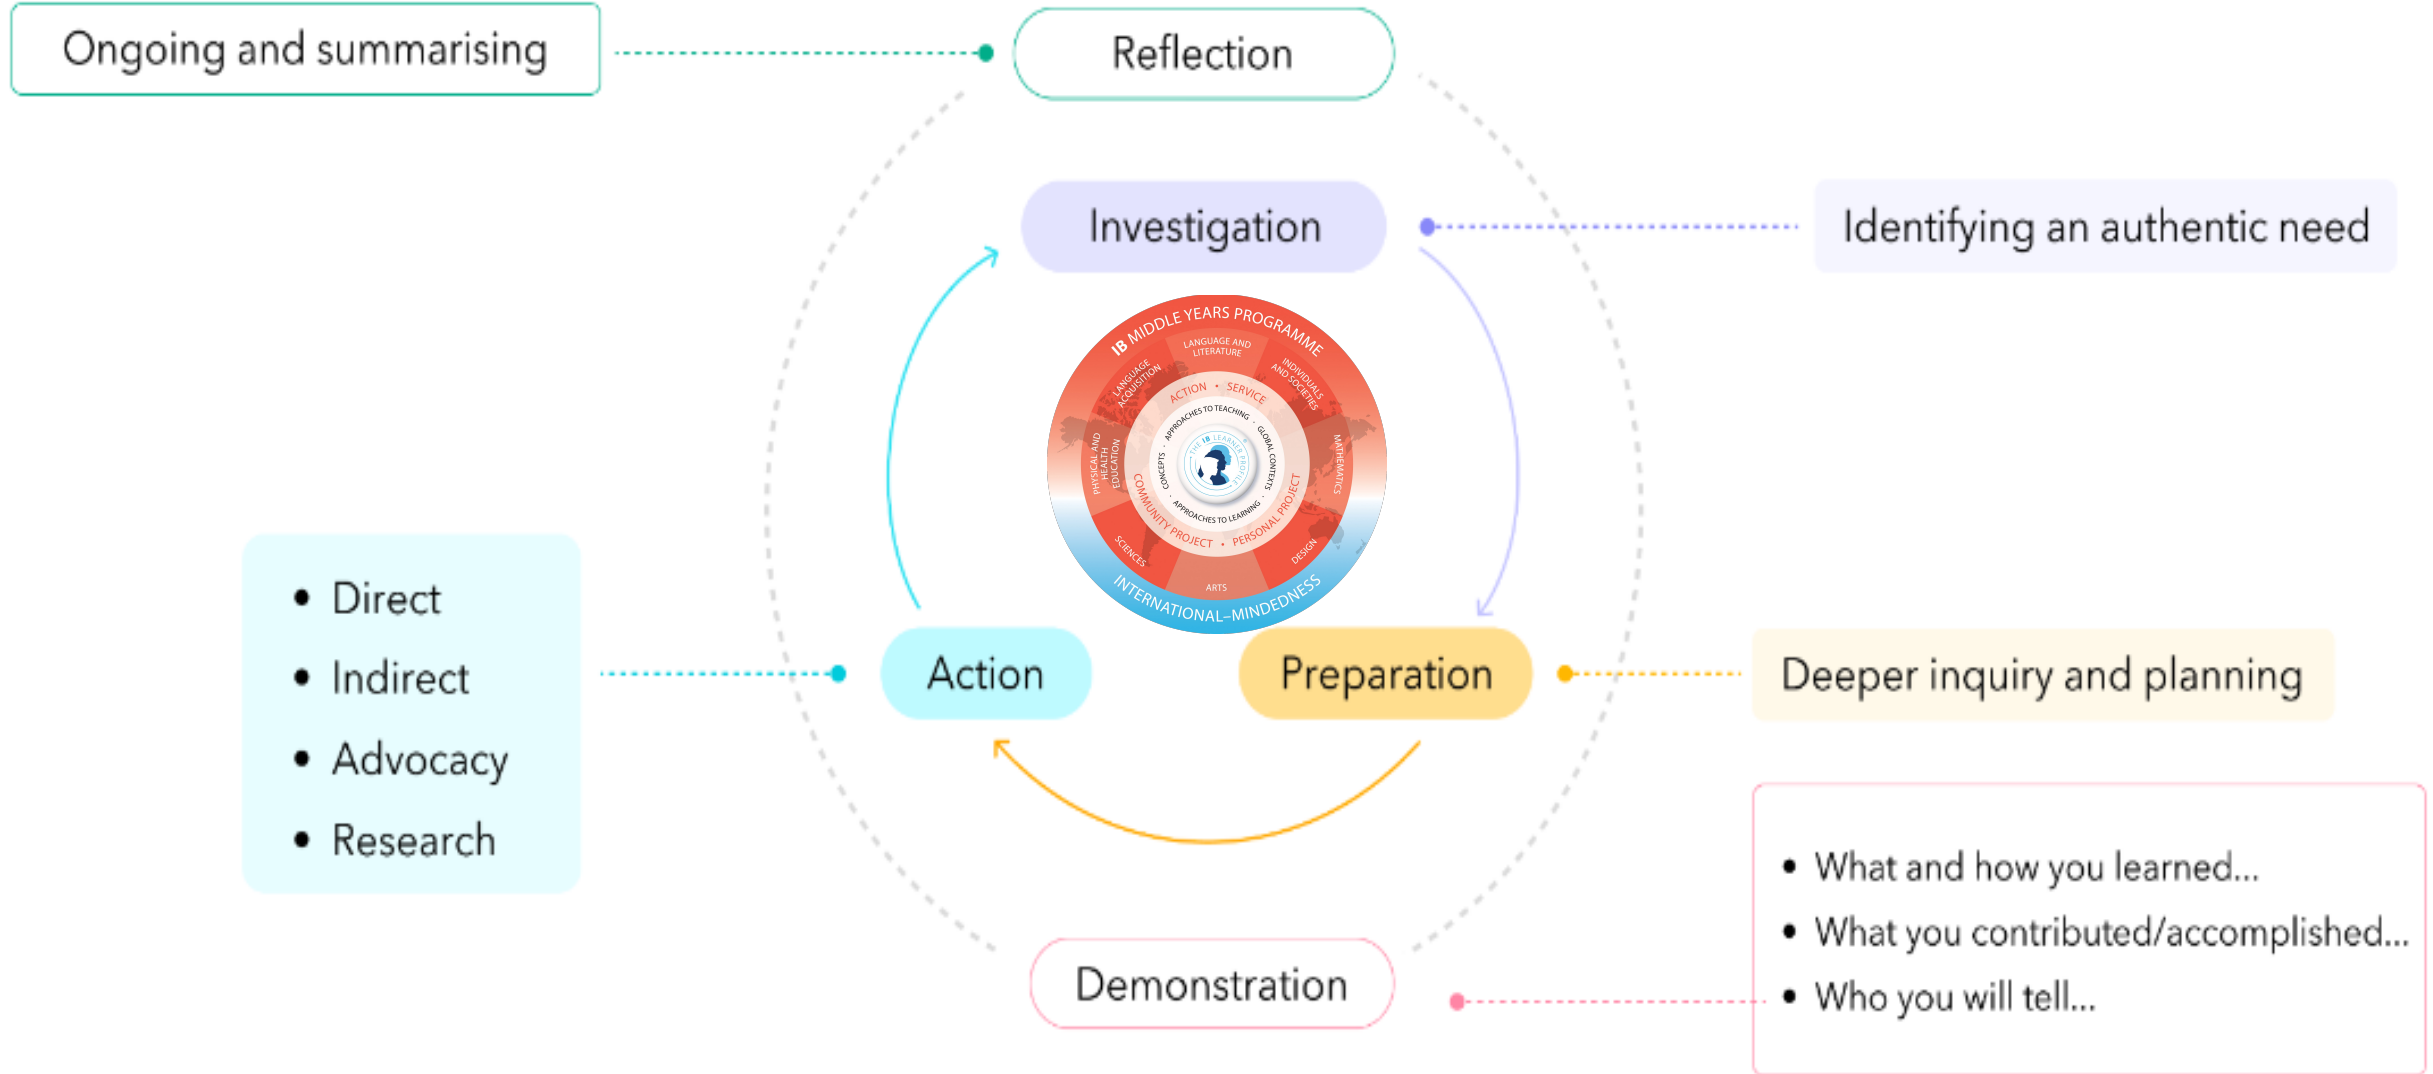 Ongoing and summarising
Reflection
Investigation
Identifying an authentic need
IB MIDDLE YEARS PROGRAMME
LANGUAGE AND
LITERATURE
LANGUAGE
ACQUISITION
INDIVIDUALS
AND SOCIETIES
ACTION • SERVICE
APPROACHES TO TEACHING · GLOBAL CONTEXTS · APPROACHES TO LEARNING · CONCEPTS ·
THE IB LEARNER PROFILE
PHYSICAL AND
HEALTH
EDUCATION
MATHEMATICS
COMMUNITY PROJECT • PERSONAL PROJECT
SCIENCES
DESIGN
ARTS
INTERNATIONAL–MINDEDNESS
• Direct
• Indirect
• Advocacy
• Research
Action
Preparation
Deeper inquiry and planning
Demonstration
• What and how you learned...
• What you contributed/accomplished...
• Who you will tell...